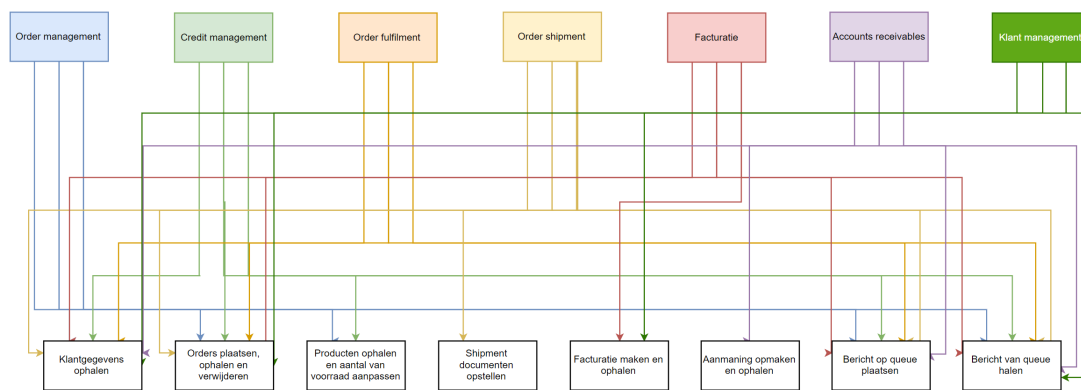 Order management
Credit management
Order fulfilment
Order shipment
Facturatie
Accounts receivables
Klant management
Klantgegevens
ophalen
Orders plaatsen,
ophalen en
verwijderen
Producten ophalen
en aantal van
voorraad aanpassen
Shipment
documenten
opstellen
Facturatie maken en
ophalen
Aanmaning opmaken
en ophalen
Bericht op queue
plaatsen
Bericht van queue
halen